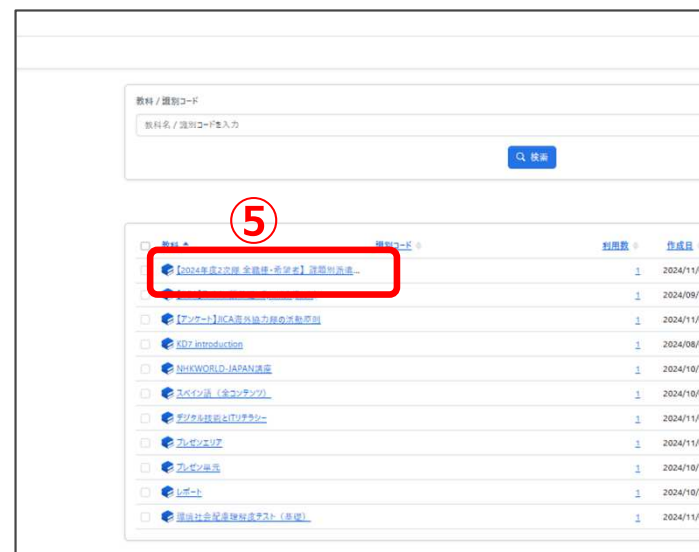 教科 / 識別コード
教科名 / 識別コードを入力
検索
⑤
教科 識別コード 利用数 作成日
【2024年度2次隊 全職種・希望者】課題別派遣... 1 2024/11/
1 2024/09/
【アンケート】JICA海外協力隊の活動原則 1 2024/11/
KD7 introduction 1 2024/08/
NHKWORLD-JAPAN講座 1 2024/10/
スペイン語（全コンテンツ） 1 2024/10/
デジタル技術とITリテラシー 1 2024/11/
プレゼンエリア 1 2024/11/
プレゼン単元 1 2024/10/
レポート 1 2024/10/
環境社会配慮理解度テスト（基礎） 1 2024/11/